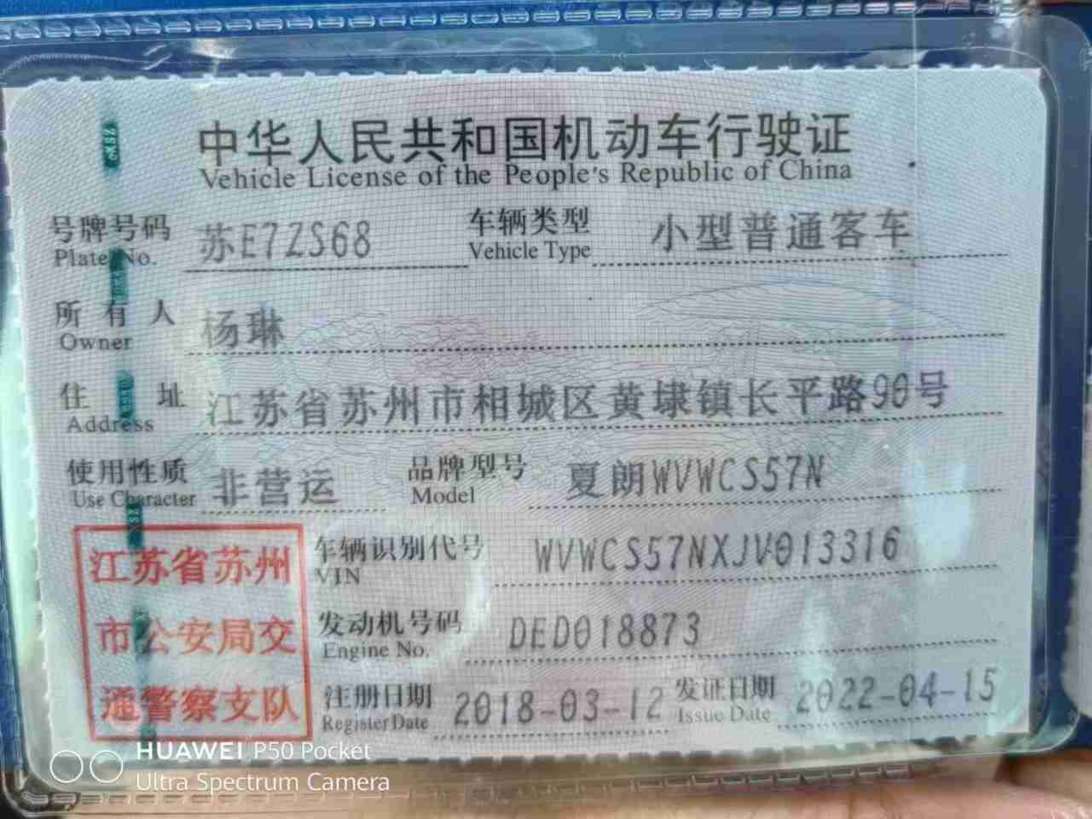 中华人民共和国机动车行驶证
Vehicle License of the People's Republic of China
号牌号码 苏E7ZS68 车辆类型 小型普通客车
Plate No. Vehicle Type
所有人 杨琳
Owner
住址 江苏省苏州市相城区黄埭镇长平路90号
Address
使用性质 非营运 品牌型号 夏朗WVWCS57N
Use Character Model
车辆识别代号 WVWCS57NXJV013316
VIN
发动机号码 DED018873
Engine No.
注册日期 2018-03-12 发证日期 2022-04-15
Register Date Issue Date
江苏省苏州
市公安局交
通警察支队
HUAWEI P50 Pocket
Ultra Spectrum Camera